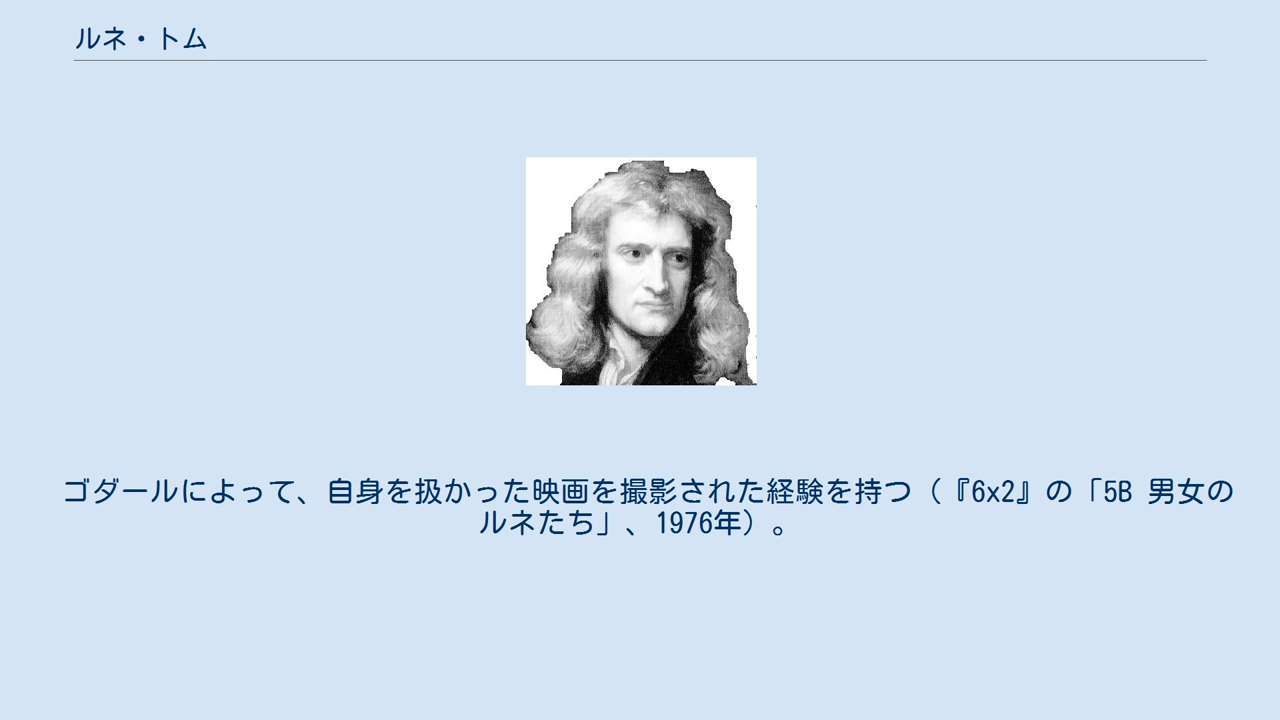 ルネ・トム
ゴダールによって、自身を扱かった映画を撮影された経験を持つ（『6x2』の「5B 男女の
ルネたち」、1976年）。